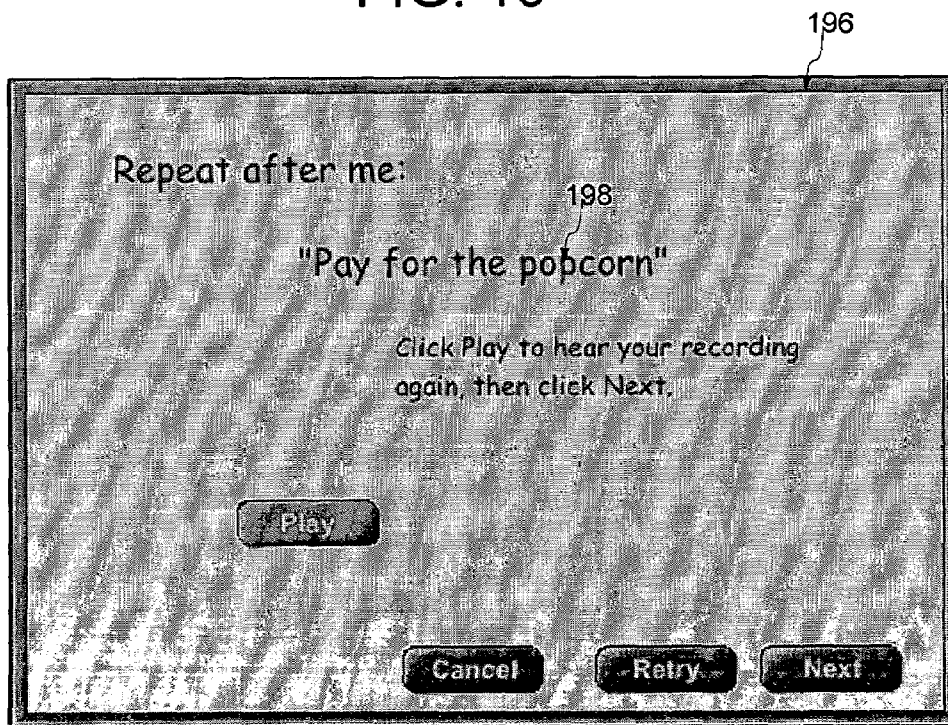 196
Repeat after me:
198
"Pay for the popcorn"
Click Play to hear your recording
again, then click Next.
Play
Cancel
Retry
Next